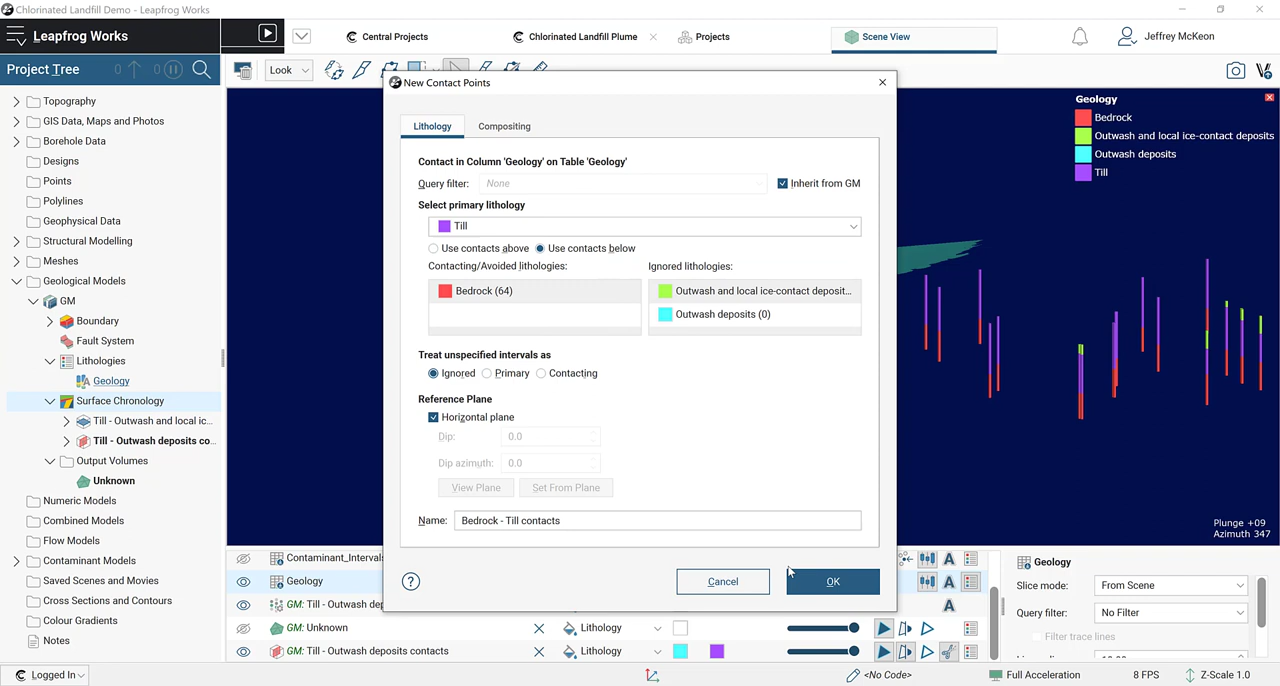 Chlorinated Landfill Demo - Leapfrog Works
Leapfrog Works
Central Projects
Chlorinated Landfill Plume
Projects
Scene View
Jeffrey McKeon
Project Tree
0
0
Look
Topography
GIS Data, Maps and Photos
Borehole Data
Designs
Points
Polylines
Geophysical Data
Structural Modelling
Meshes
Geological Models
GM
Boundary
Fault System
Lithologies
Geology
Surface Chronology
Till - Outwash and local ic...
Till - Outwash deposits co...
Output Volumes
Unknown
Numeric Models
Combined Models
Flow Models
Contaminant Models
Saved Scenes and Movies
Cross Sections and Contours
Colour Gradients
Notes
Logged In
New Contact Points
Lithology
Compositing
Contact in Column 'Geology' on Table 'Geology'
Query filter:
None
Inherit from GM
Select primary lithology
Till
Use contacts above
Use contacts below
Contacting/Avoided lithologies:
Ignored lithologies:
Bedrock (64)
Outwash and local ice-contact deposit...
Outwash deposits (0)
Treat unspecified intervals as
Ignored
Primary
Contacting
Reference Plane
Horizontal plane
Dip:
0.0
Dip azimuth:
0.0
View Plane
Set From Plane
Name:
Bedrock - Till contacts
?
Cancel
OK
Geology
Bedrock
Outwash and local ice-contact deposits
Outwash deposits
Till
Plunge +09
Azimuth 347
Contaminant_Intervals
A
Geology
A
GM: Till - Outwash dep
A
GM: Unknown
Lithology
GM: Till - Outwash deposits contacts
Lithology
Geology
Slice mode:
From Scene
Query filter:
No Filter
Filter trace lines
<No Code>
Full Acceleration
8 FPS
Z-Scale 1.0